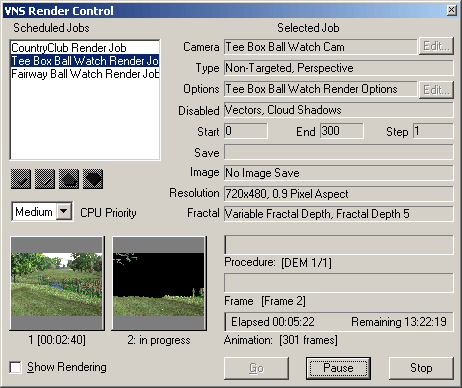 VNS Render Control
Scheduled Jobs
Selected Job
CountryClub Render Job
Tee Box Ball Watch Render Jo
Fairway Ball Watch Render Job
Camera Tee Box Ball Watch Cam Edit...
Type Non-Targeted, Perspective
Options Tee Box Ball Watch Render Options Edit...
Disabled Vectors, Cloud Shadows
Start 0 End 300 Step 1
Save
Image No Image Save
Resolution 720x480, 0.9 Pixel Aspect
Fractal Variable Fractal Depth, Fractal Depth 5
Medium CPU Priority
Procedure: [DEM 1/1]
Frame [Frame 2]
Elapsed 00:05:22 Remaining 13:22:19
1 [00:02:40] 2: in progress
Animation: [301 frames]
Show Rendering
Go Pause Stop